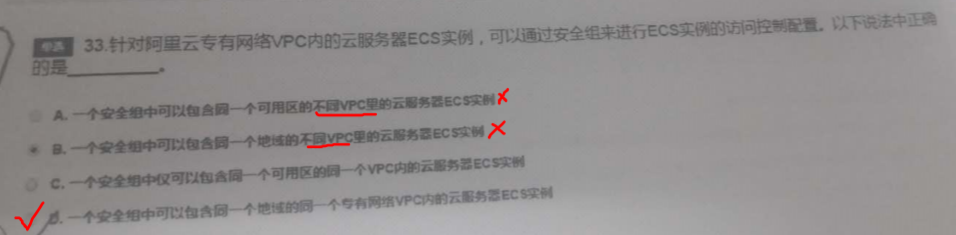 单选 33.针对阿里云专有网络VPC内的云服务器ECS实例，可以通过安全组来进行ECS实例的访问控制配置。以下说法中正确
的是________。
A. 一个安全组中可以包含同一个可用区的不同VPC里的云服务器ECS实例
B. 一个安全组中可以包含同一个地域的不同VPC里的云服务器ECS实例
C. 一个安全组中仅可以包含同一个可用区的同一个VPC内的云服务器ECS实例
D. 一个安全组中可以包含同一个地域的同一个专有网络VPC内的云服务器ECS实例